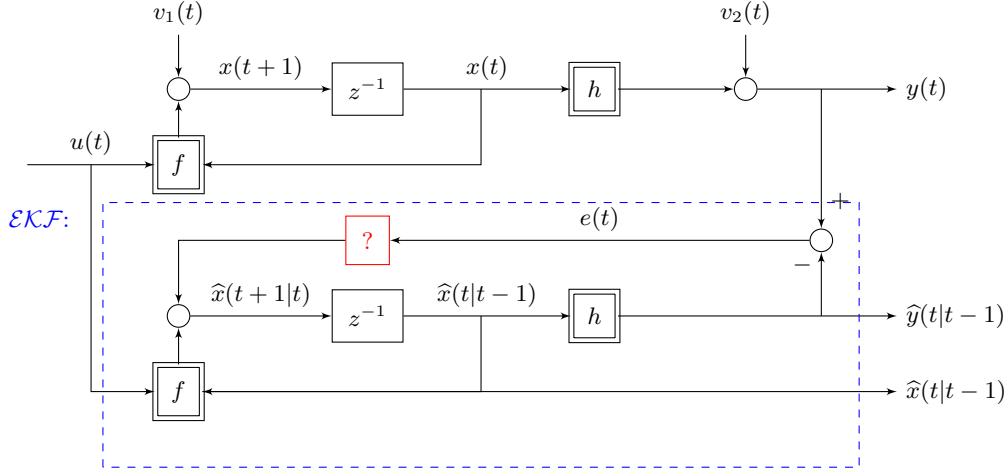 v₁(t)
v₂(t)
x(t+1)
z⁻¹
x(t)
h
y(t)
u(t)
f
ℰ𝒦ℱ:
+
e(t)
?
−
x̂(t+1|t)
z⁻¹
x̂(t|t−1)
h
ŷ(t|t−1)
f
x̂(t|t−1)